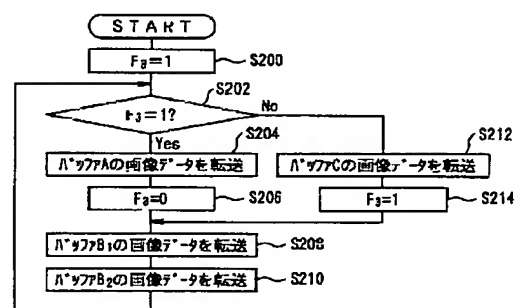 START
F₃=1
S200
S202
F₃=1?
No
Yes
S204
S212
バッファAの画像データを転送
バッファCの画像データを転送
F₃=0
S206
F₃=1
S214
バッファB₁の画像データを転送
S208
バッファB₂の画像データを転送
S210